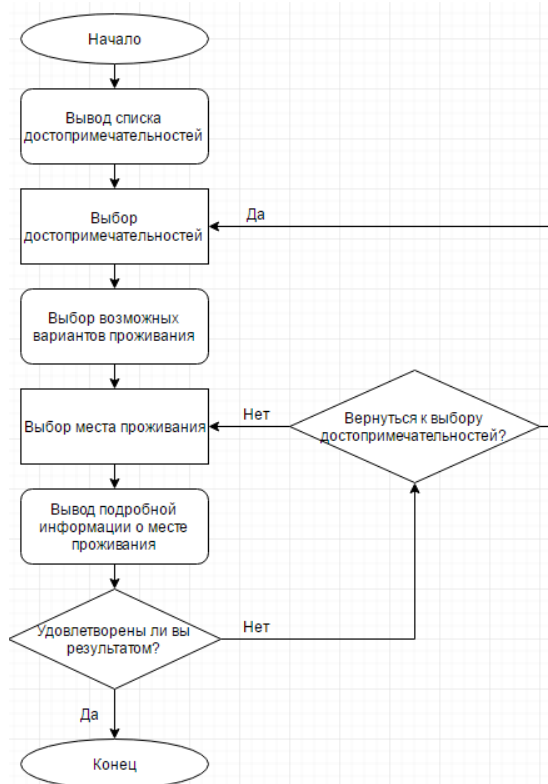 Начало
Вывод списка
достопримечательностей
Выбор
достопримечательностей
Да
Выбор возможных
вариантов проживания
Выбор места проживания
Нет
Вернуться к выбору
достопримечательностей?
Вывод подробной
информации о месте
проживания
Удовлетворены ли вы
результатом?
Нет
Да
Конец